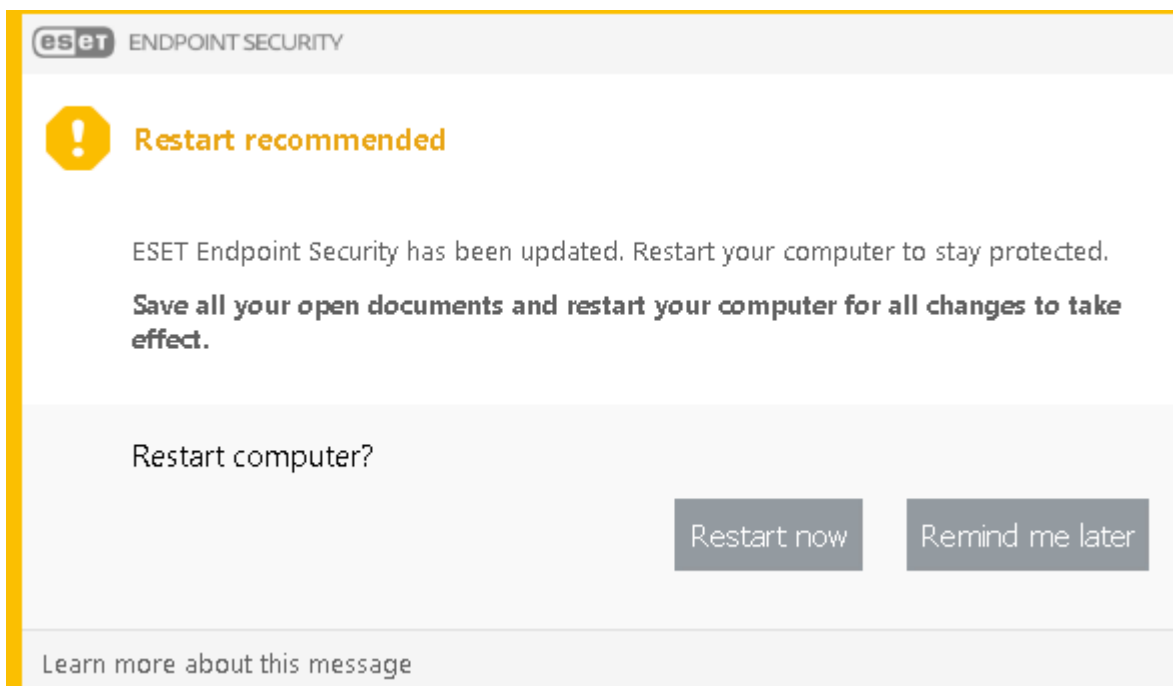 eset ENDPOINT SECURITY
Restart recommended
ESET Endpoint Security has been updated. Restart your computer to stay protected.
Save all your open documents and restart your computer for all changes to take
effect.
Restart computer?
Restart now Remind me later
Learn more about this message